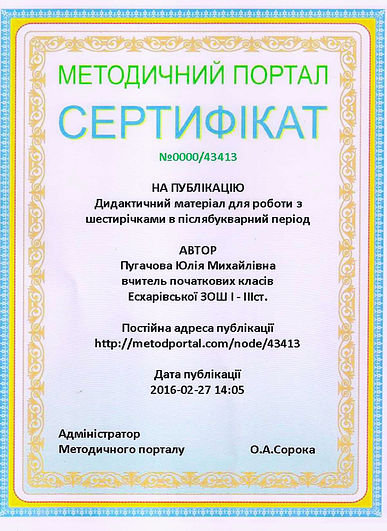 МЕТОДИЧНИЙ ПОРТАЛ
СЕРТИФІКАТ
№0000/43413
НА ПУБЛІКАЦІЮ
Дидактичний матеріал для роботи з
шестирічками в післябукварний період
АВТОР
Пугачова Юлія Михайлівна
вчитель початкових класів
Есхарівської ЗОШ І - ІІІст.
Постійна адреса публікації
http://metodportal.com/node/43413
Дата публікації
2016-02-27 14:05
Адміністратор
Методичного порталу О.А.Сорока